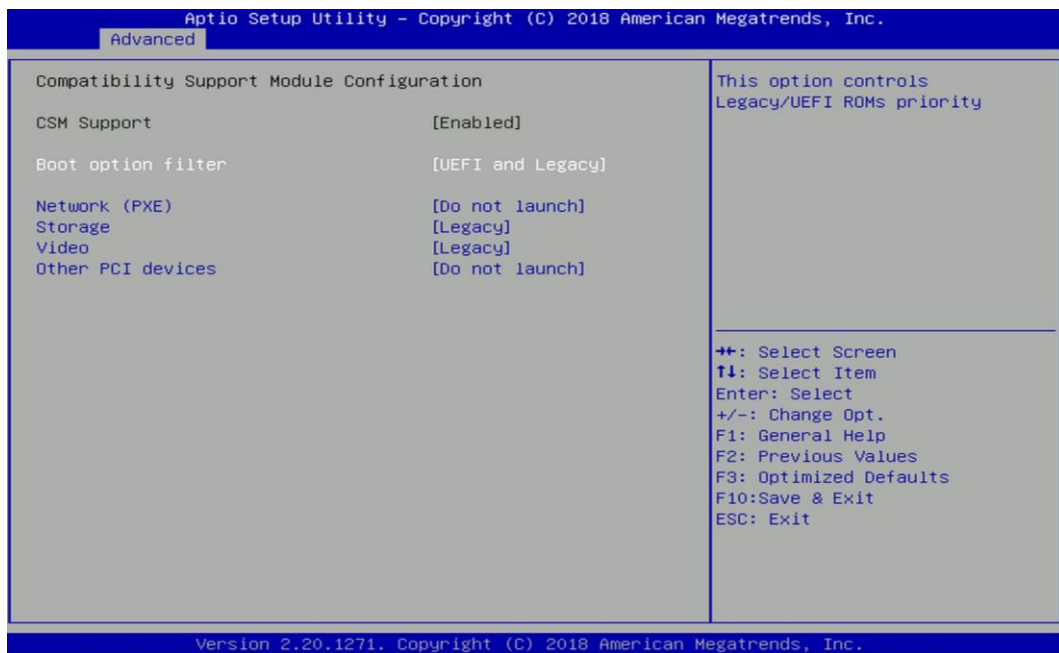 Aptio Setup Utility – Copyright (C) 2018 American Megatrends, Inc.
Advanced
Compatibility Support Module Configuration
CSM Support [Enabled]
Boot option filter [UEFI and Legacy]
Network (PXE) [Do not launch]
Storage [Legacy]
Video [Legacy]
Other PCI devices [Do not launch]
This option controls
Legacy/UEFI ROMs priority
→←: Select Screen
↑↓: Select Item
Enter: Select
+/-: Change Opt.
F1: General Help
F2: Previous Values
F3: Optimized Defaults
F10:Save & Exit
ESC: Exit
Version 2.20.1271. Copyright (C) 2018 American Megatrends, Inc.